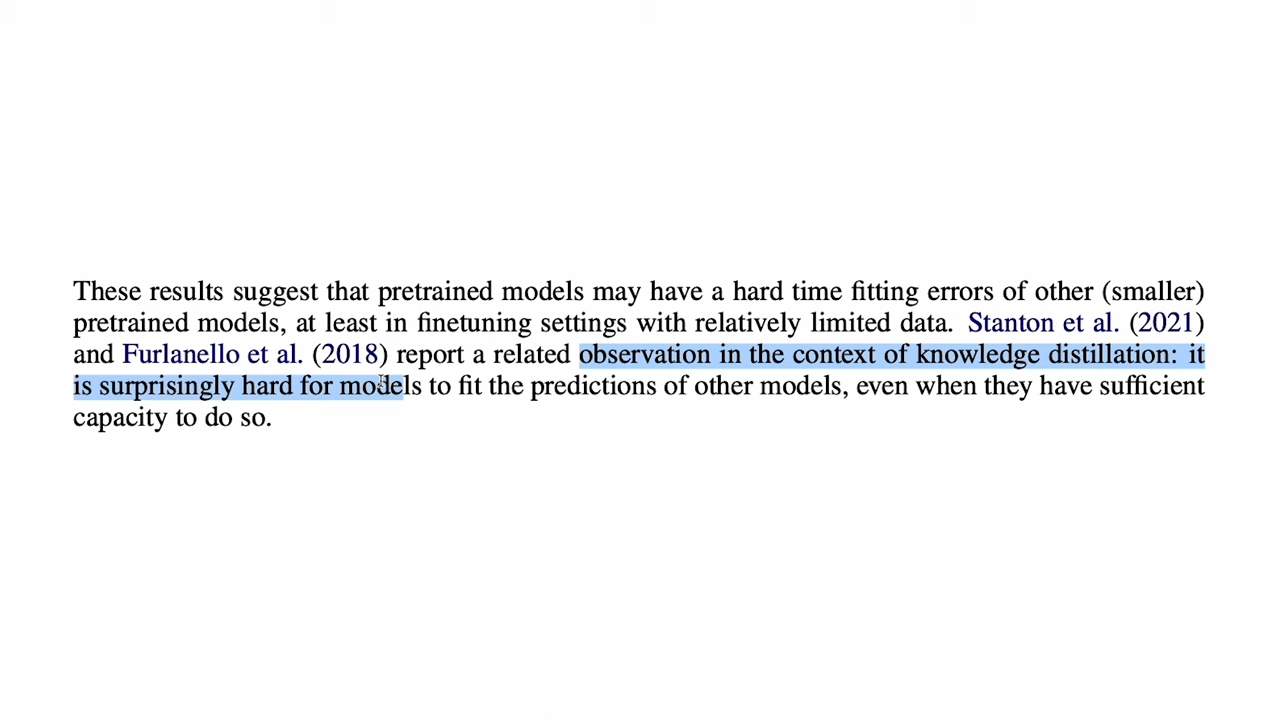 These results suggest that pretrained models may have a hard time fitting errors of other (smaller)
pretrained models, at least in finetuning settings with relatively limited data. Stanton et al. (2021)
and Furlanello et al. (2018) report a related observation in the context of knowledge distillation: it
is surprisingly hard for models to fit the predictions of other models, even when they have sufficient
capacity to do so.